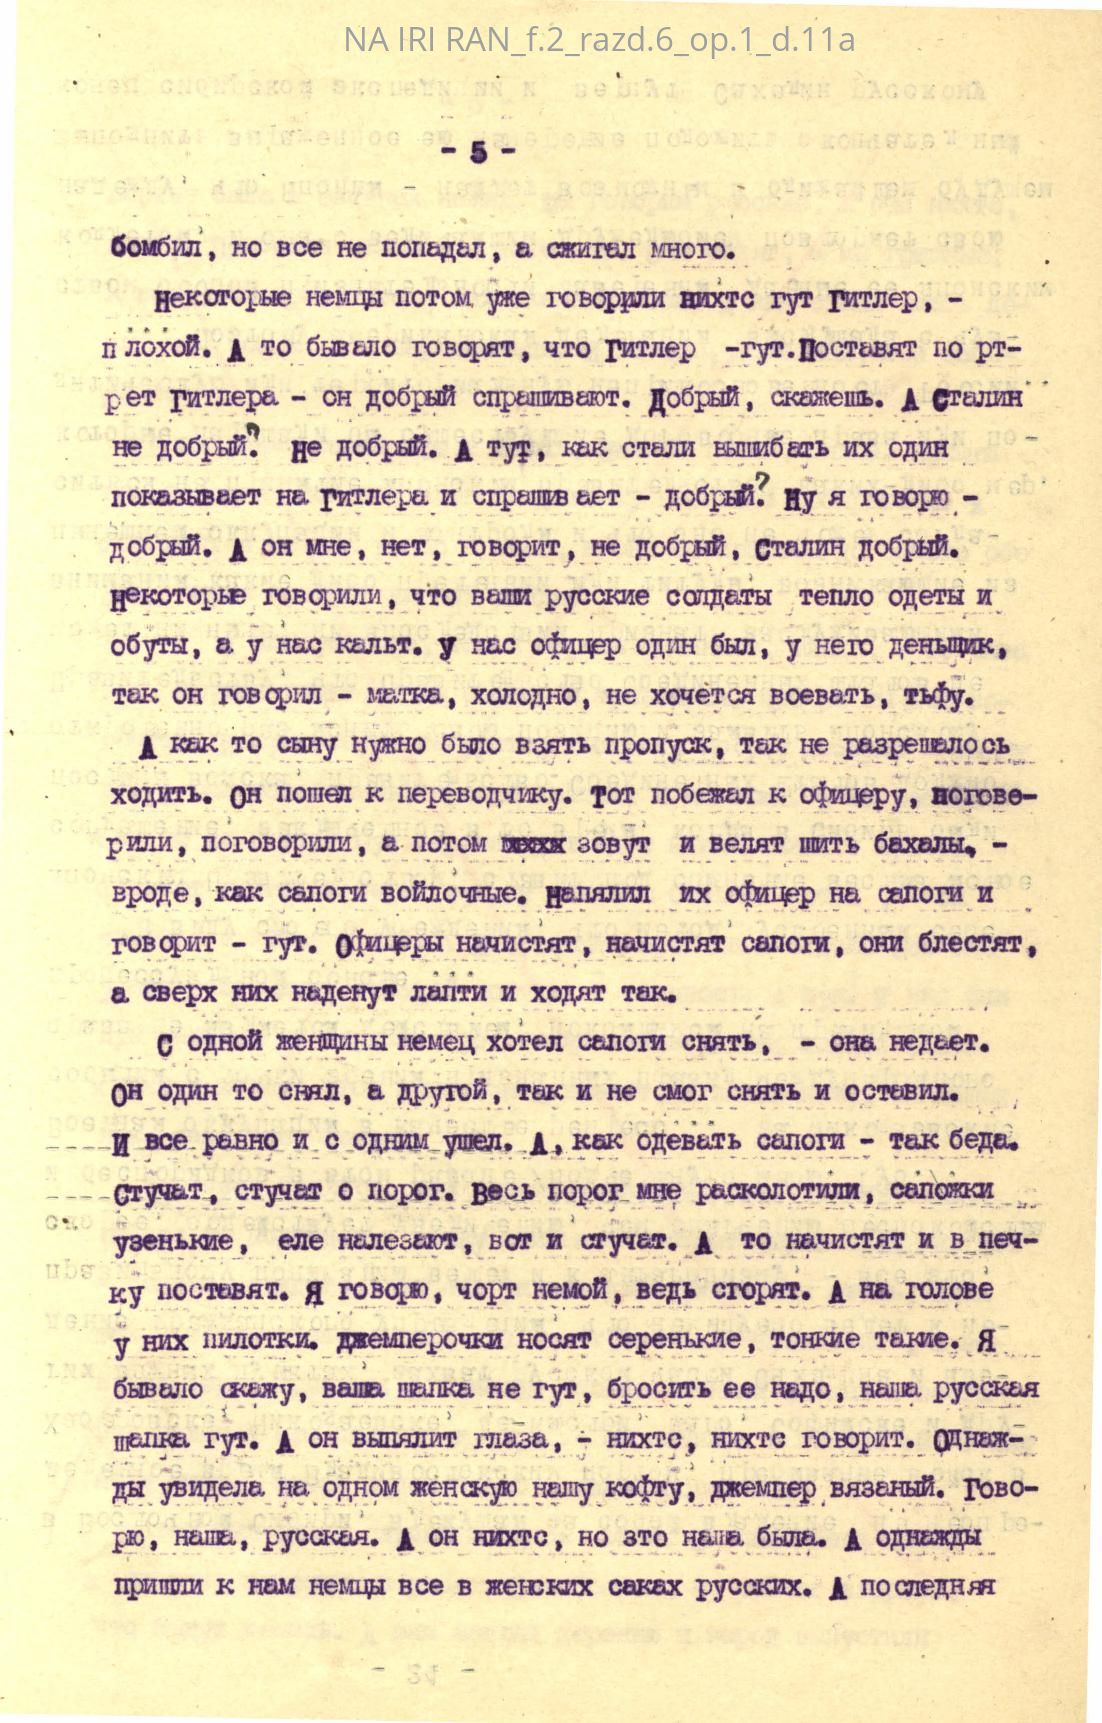 NA IRI RAN_f.2_razd.6_op.1_d.11a
- 5 -
бомбил, но все не попадал, а сжигал много.
Некоторые немцы потом уже говорили нихтс гут Гитлер, -
плохой. А то бывало говорят, что Гитлер -гут.Поставят порт-
рет Гитлера - он добрый спрашивают. Добрый, скажешь. А Сталин
не добрый? Не добрый. А тут, как стали вышибать их один
показывает на Гитлера и спрашивает - добрый? Ну я говорю -
добрый. А он мне, нет, говорит, не добрый, Сталин добрый.
Некоторые говорили, что ваши русские солдаты тепло одеты и
обуты, а у нас кальт. У нас офицер один был, у него деньщик,
так он говорил - матка, холодно, не хочется воевать, тьфу.
А как то сыну нужно было взять пропуск, так не разрешалось
ходить. Он пошел к переводчику. Тот побежал к офицеру, погово-
рили, поговорили, а потом зовут и велят шить бахалы, -
вроде, как сапоги войлочные. Напялил их офицер на сапоги и
говорит - гут. Офицеры начистят, начистят сапоги, они блестят,
а сверх них наденут лапти и ходят так.
С одной женщины немец хотел сапоги снять, - она недает.
Он один то снял, а другой, так и не смог снять и оставил.
И все равно и с одним ушел. А, как одевать сапоги - так беда.
Стучат, стучат о порог. Весь порог мне расколотили, сапожки
узенькие, еле налезают, вот и стучат. А то начистят и в печ-
ку поставят. Я говорю, чорт немой, ведь сгорят. А на голове
у них пилотки. джемперочки носят серенькие, тонкие такие. Я
бывало скажу, ваша шапка не гут, бросить ее надо, наша русская
шапка гут. А он выпялит глаза, - нихтс, нихтс говорит. Однаж-
ды увидела на одном женскую нашу кофту, джемпер вязаный. Гово-
рю, наша, русская. А он нихтс, но это наша была. А однажды
пришли к нам немцы все в женских саках русских. А последняя